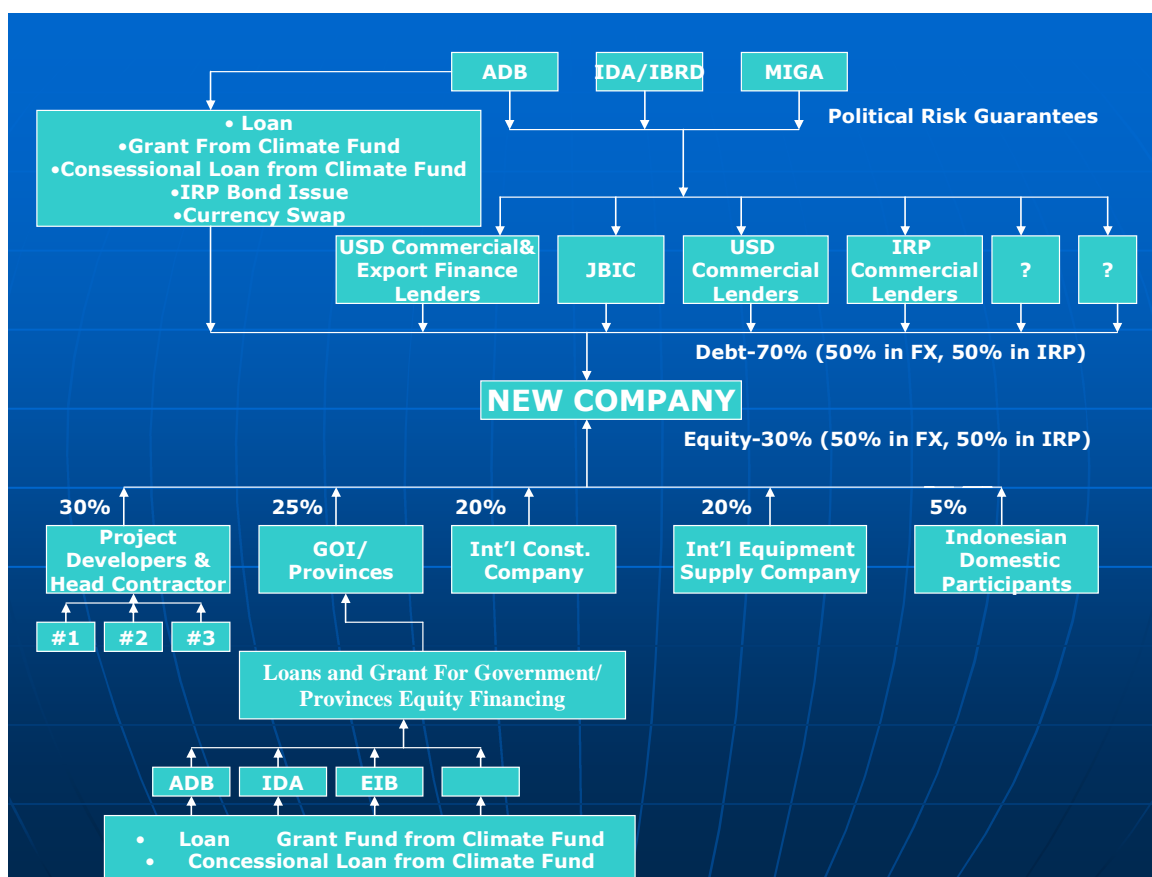 ADB
IDA/IBRD
MIGA
Political Risk Guarantees
• Loan
•Grant From Climate Fund
•Consessional Loan from Climate Fund
•IRP Bond Issue
•Currency Swap
USD Commercial&
Export Finance
Lenders
JBIC
USD
Commercial
Lenders
IRP
Commercial
Lenders
?
?
Debt-70% (50% in FX, 50% in IRP)
NEW COMPANY
Equity-30% (50% in FX, 50% in IRP)
30%
25%
20%
20%
5%
Project
Developers &
Head Contractor
GOI/
Provinces
Int'l Const.
Company
Int'l Equipment
Supply Company
Indonesian
Domestic
Participants
#1
#2
#3
Loans and Grant For Government/
Provinces Equity Financing
ADB
IDA
EIB
• Loan Grant Fund from Climate Fund
• Concessional Loan from Climate Fund